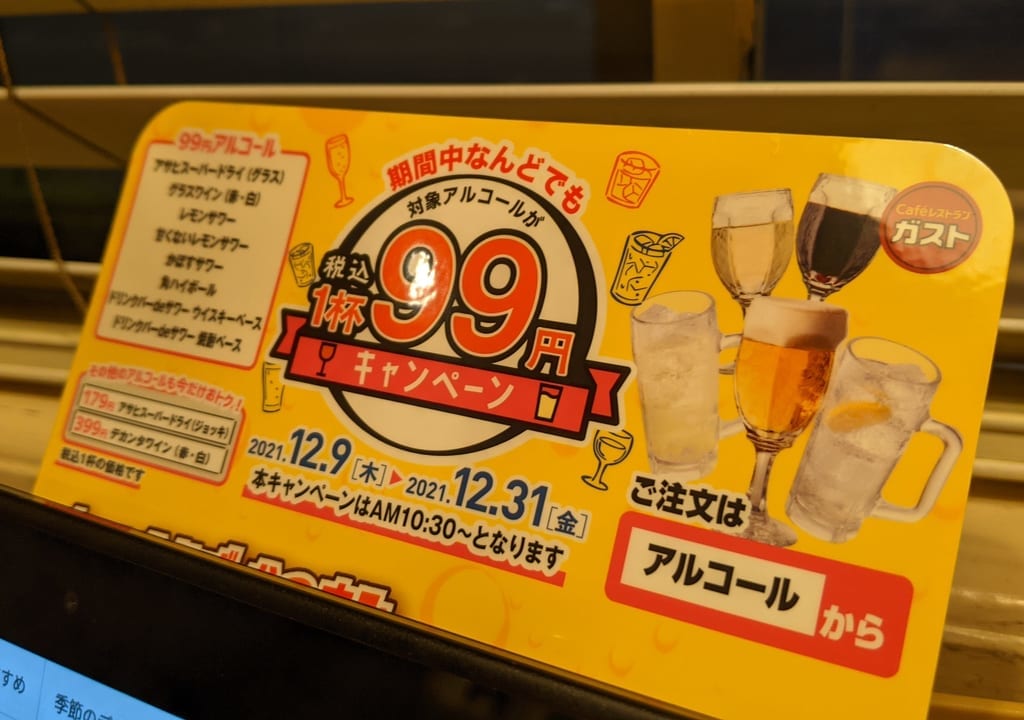 99円アルコール
アサヒスーパードライ（グラス）
グラスワイン（赤・白）
レモンサワー
甘くないレモンサワー
かぼすサワー
角ハイボール
ドリンクバーdeサワー ウイスキーベース
ドリンクバーdeサワー 焼酎ベース
その他のアルコールも今だけおトク！
179円 アサヒスーパードライ（ジョッキ）
399円 デカンタワイン（赤・白）
税込1杯の価格です
期間中なんどでも
対象アルコールが
税込
1杯 99円
キャンペーン
2021.12.9［木］▶2021.12.31［金］
本キャンペーンはAM10:30～となります
Caféレストラン
ガスト
ご注文は
アルコール から
すめ
季節の